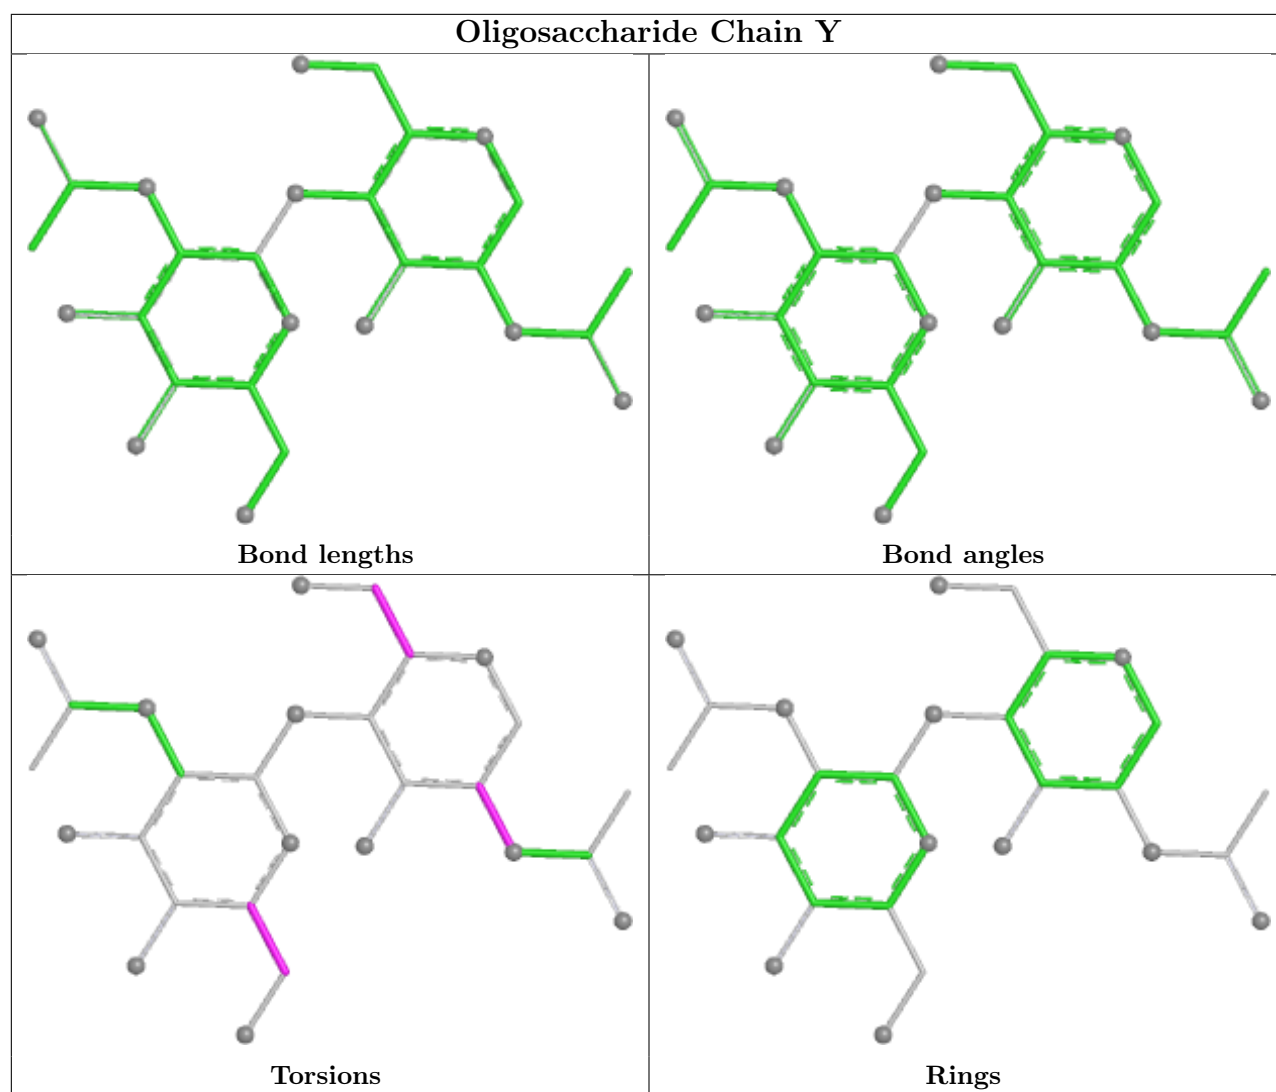 Oligosaccharide Chain Y
Bond lengths
Bond angles
Torsions
Rings